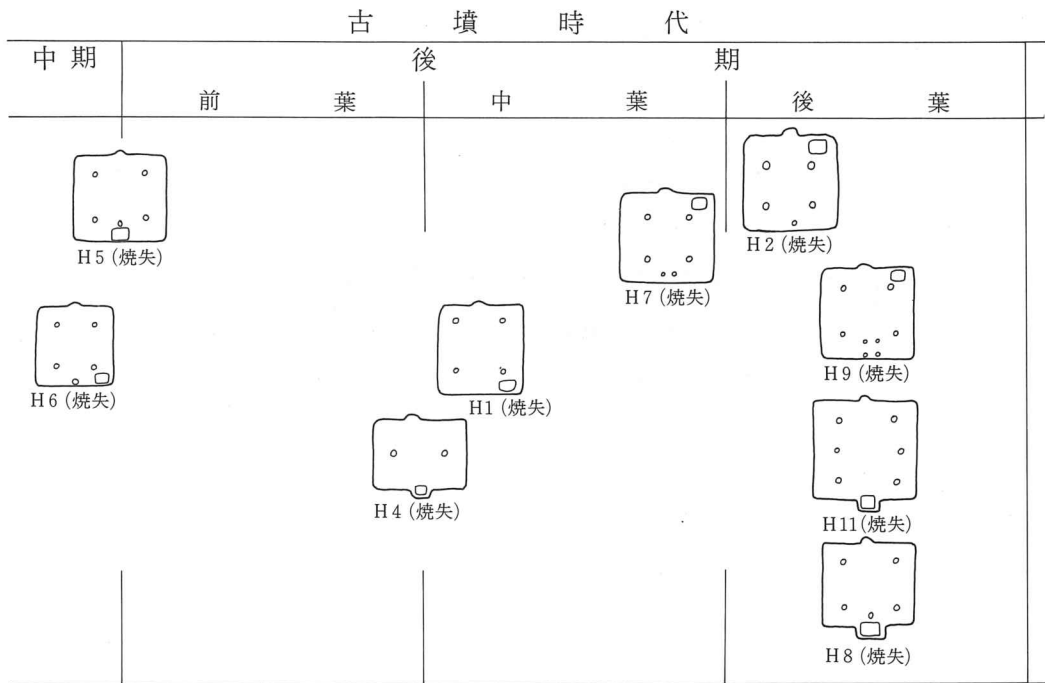 古墳時代
中期
後期
前葉
中葉
後葉
H5(焼失)
H2(焼失)
H7(焼失)
H6(焼失)
H1(焼失)
H9(焼失)
H4(焼失)
H11(焼失)
H8(焼失)